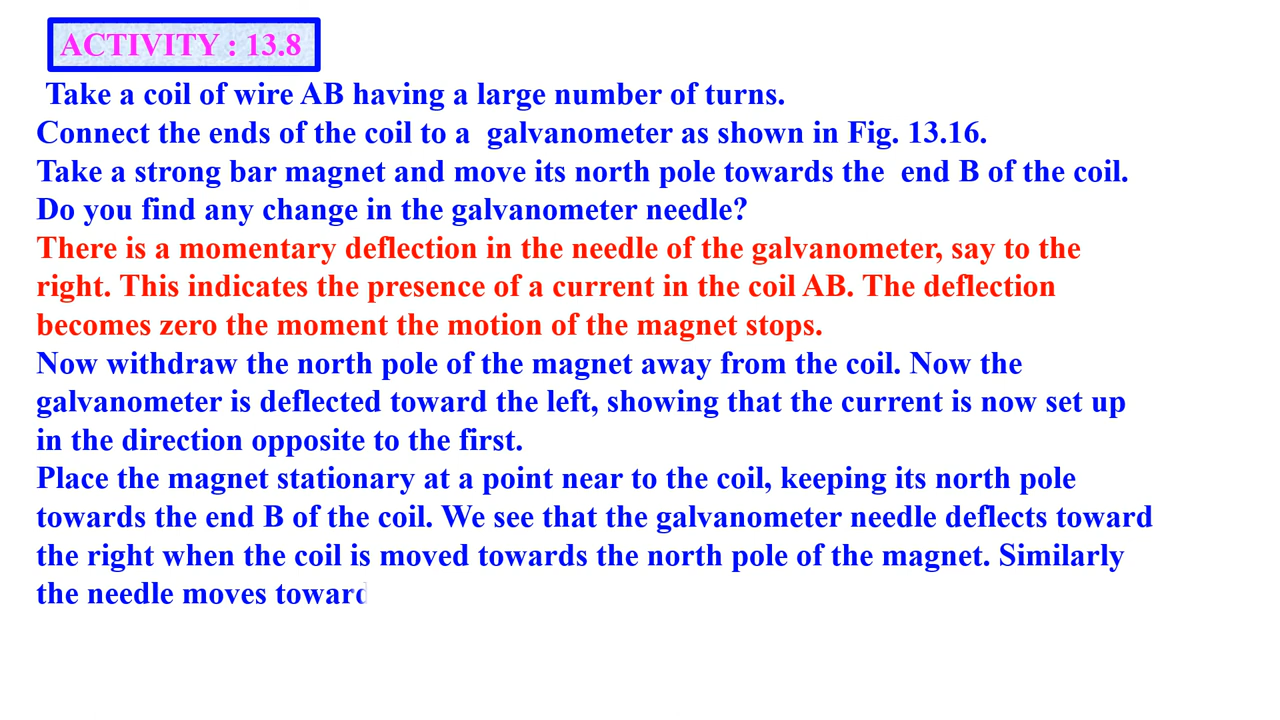 ACTIVITY : 13.8
Take a coil of wire AB having a large number of turns.
Connect the ends of the coil to a galvanometer as shown in Fig. 13.16.
Take a strong bar magnet and move its north pole towards the end B of the coil.
Do you find any change in the galvanometer needle?
There is a momentary deflection in the needle of the galvanometer, say to the
right. This indicates the presence of a current in the coil AB. The deflection
becomes zero the moment the motion of the magnet stops.
Now withdraw the north pole of the magnet away from the coil. Now the
galvanometer is deflected toward the left, showing that the current is now set up
in the direction opposite to the first.
Place the magnet stationary at a point near to the coil, keeping its north pole
towards the end B of the coil. We see that the galvanometer needle deflects toward
the right when the coil is moved towards the north pole of the magnet. Similarly
the needle moves toward